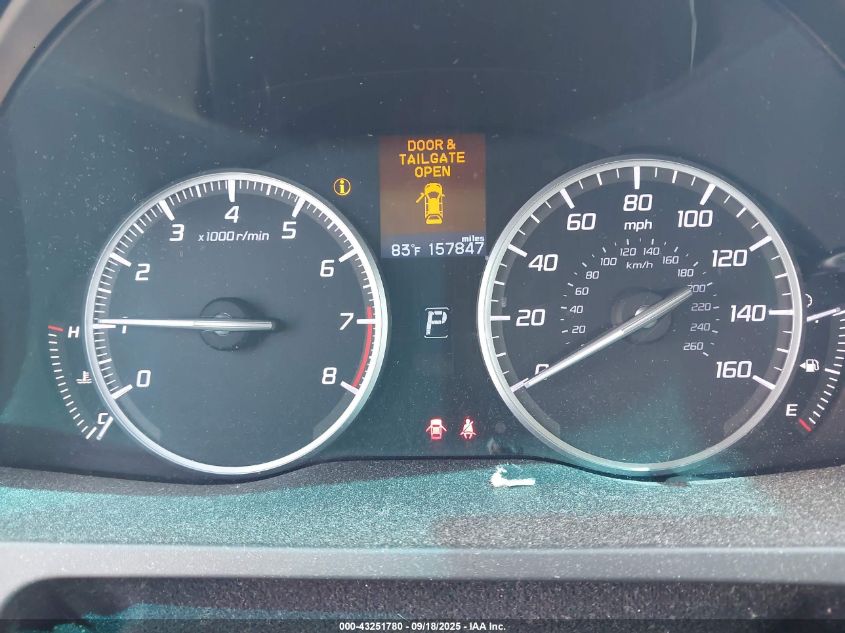 DOOR &
TAILGATE
OPEN
miles
83°F 157847
i
0
1
2
3
4
5
6
7
8
x1000r/min
H
C
P
0
20
40
60
80
100
120
140
160
mph
20
40
60
80
100
120
140
160
180
200
220
240
260
km/h
E
000-43251780 - 09/18/2025 - IAA Inc.